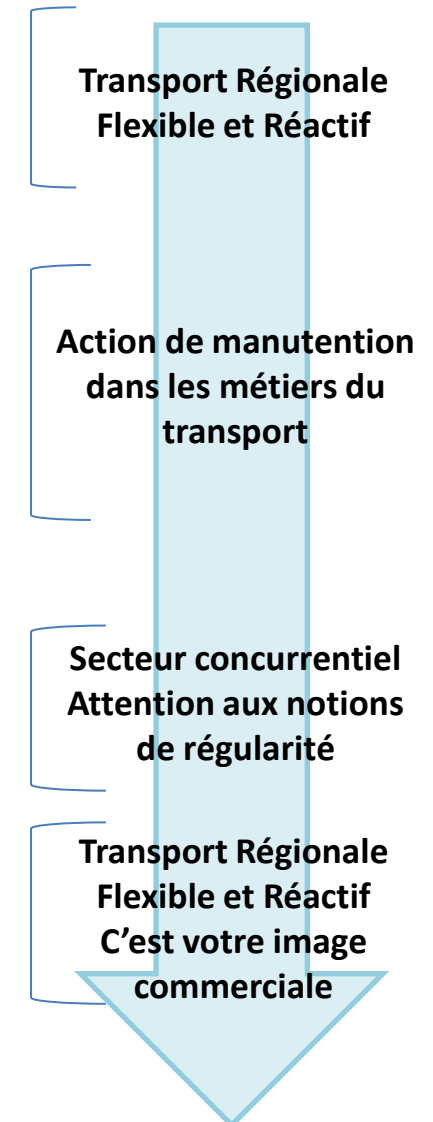 Transport Régionale
Flexible et Réactif
Action de manutention
dans les métiers du
transport
Secteur concurrentiel
Attention aux notions
de régularité
Transport Régionale
Flexible et Réactif
C’est votre image
commerciale